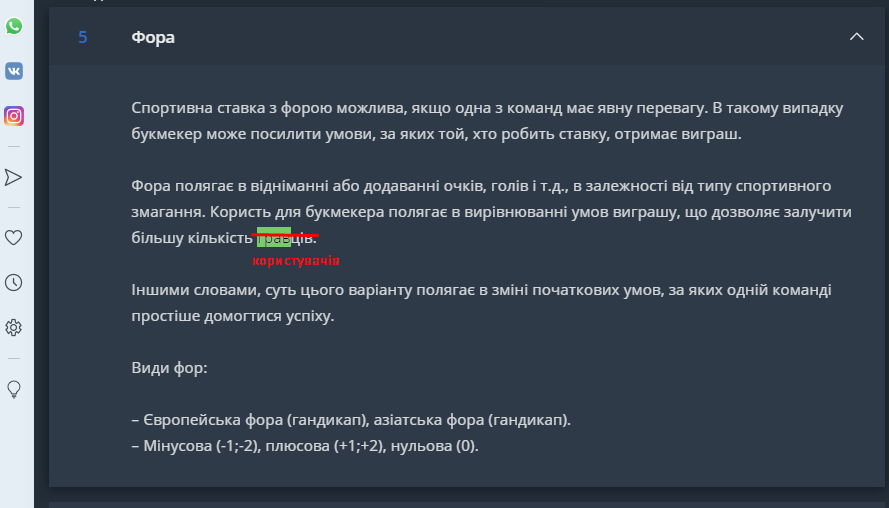 5 Фора
Спортивна ставка з форою можлива, якщо одна з команд має явну перевагу. В такому випадку
букмекер може посилити умови, за яких той, хто робить ставку, отримає виграш.
Фора полягає в відніманні або додаванні очків, голів і т.д., в залежності від типу спортивного
змагання. Користь для букмекера полягає в вирівнюванні умов виграшу, що дозволяє залучити
більшу кількість гравців.
користувачів
Іншими словами, суть цього варіанту полягає в зміні початкових умов, за яких одній команді
простіше домогтися успіху.
Види фор:
– Європейська фора (гандикап), азіатська фора (гандикап).
– Мінусова (-1;-2), плюсова (+1;+2), нульова (0).